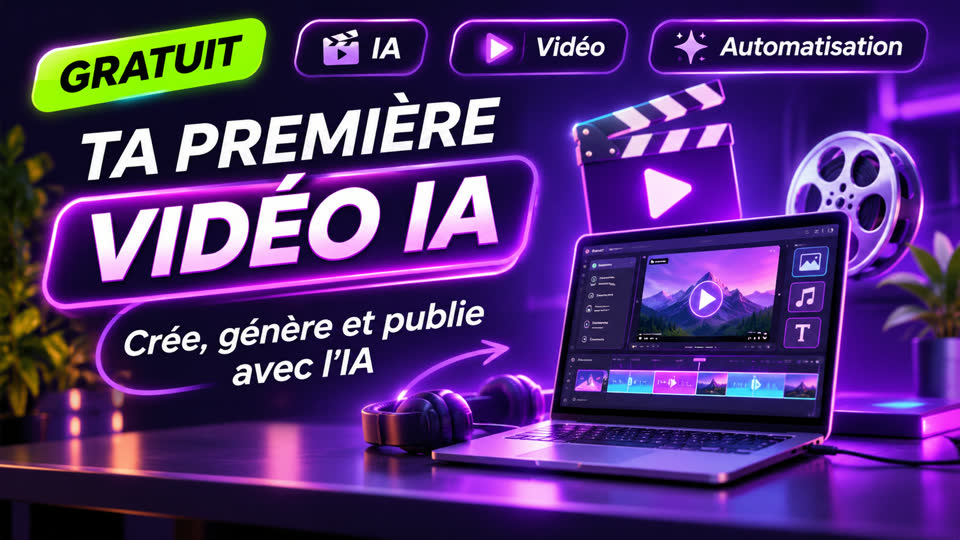 GRATUIT
IA
Vidéo
Automatisation
TA PREMIÈRE
VIDÉO IA
Crée, génère et publie
avec l'IA
T